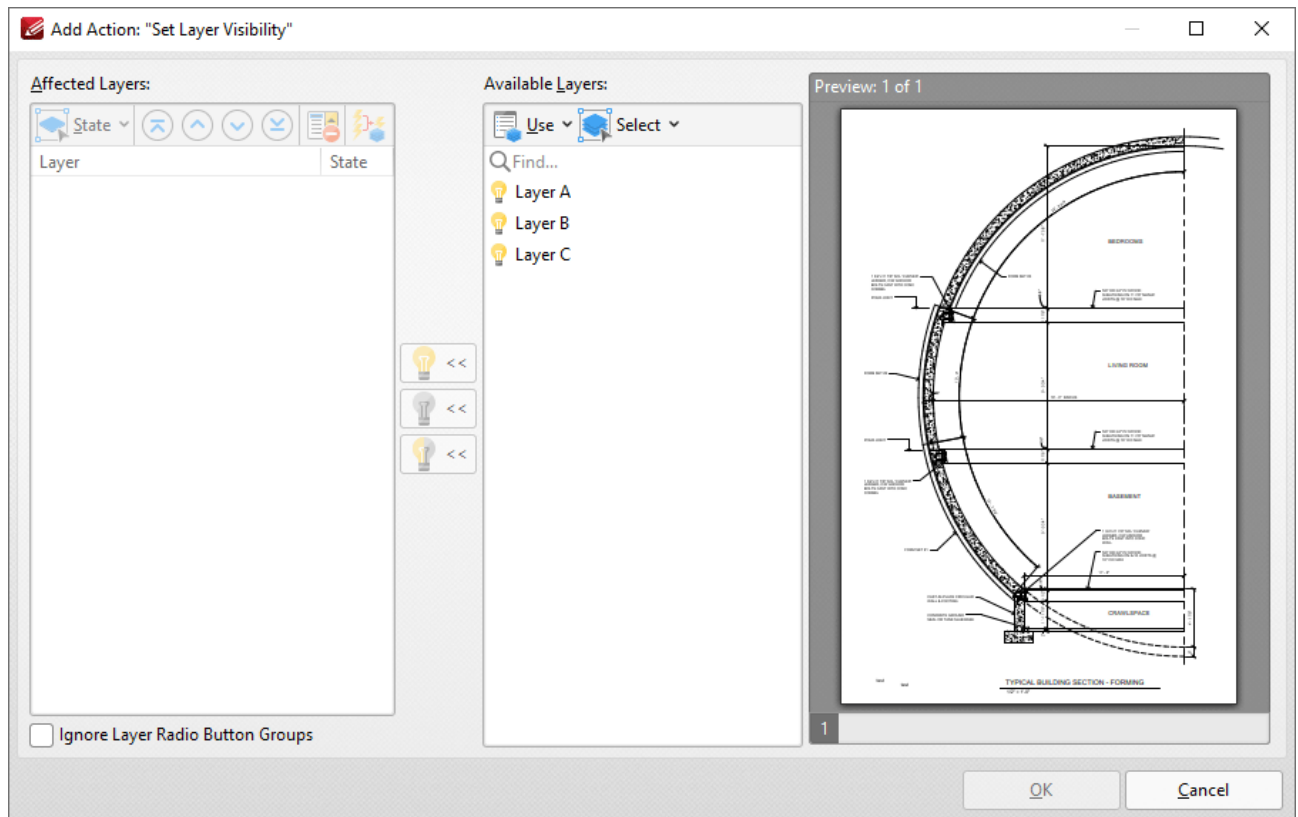 Add Action: "Set Layer Visibility"
Affected Layers:
Available Layers:
Preview: 1 of 1
State
Use
Select
Layer
State
Find...
Layer A
Layer B
Layer C
<<
<<
<<
BEDROOMS
LIVING ROOM
BASEMENT
CRAWLSPACE
TYPICAL BUILDING SECTION - FORMING
1
Ignore Layer Radio Button Groups
OK
Cancel